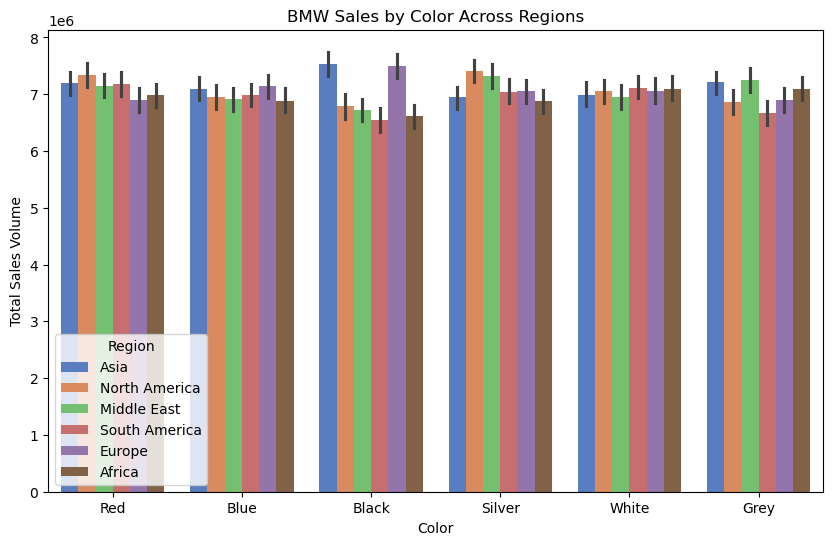 BMW Sales by Color Across Regions
1e6
8
7
6
5
4
3
2
1
0
Total Sales Volume
Region
Asia
North America
Middle East
South America
Europe
Africa
Red Blue Black Silver White Grey
Color